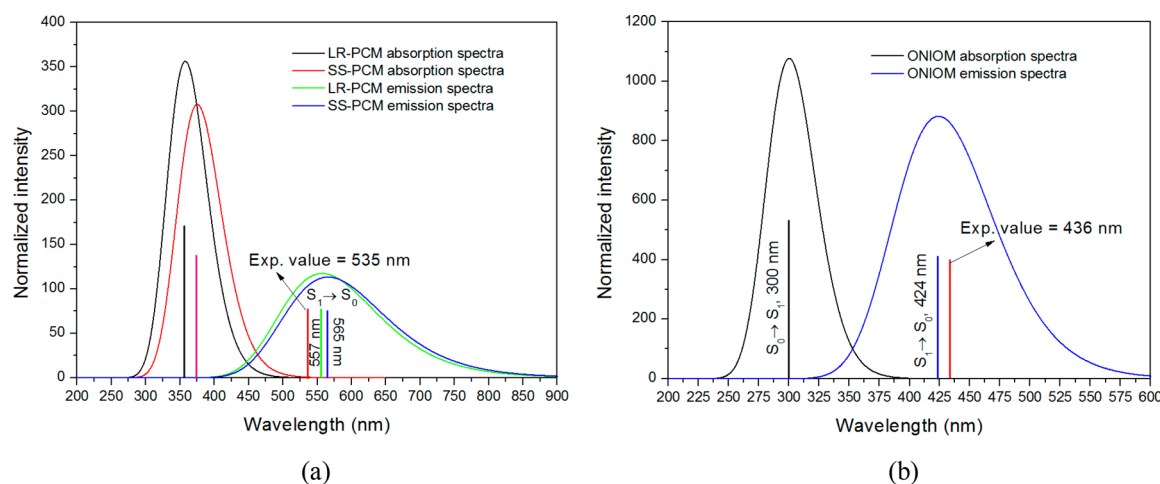 400
350
300
250
200
150
100
50
0
Normalized intensity
LR-PCM absorption spectra
SS-PCM absorption spectra
LR-PCM emission spectra
SS-PCM emission spectra
Exp. value = 535 nm
S₁→ S₀
557 nm
565 nm
200 250 300 350 400 450 500 550 600 650 700 750 800 850 900
Wavelength (nm)
(a)
1200
1000
800
600
400
200
0
Normalized intensity
ONIOM absorption spectra
ONIOM emission spectra
Exp. value = 436 nm
S₀→ S₁, 300 nm
S₁→ S₀, 424 nm
200 225 250 275 300 325 350 375 400 425 450 475 500 525 550 575 600
Wavelength (nm)
(b)